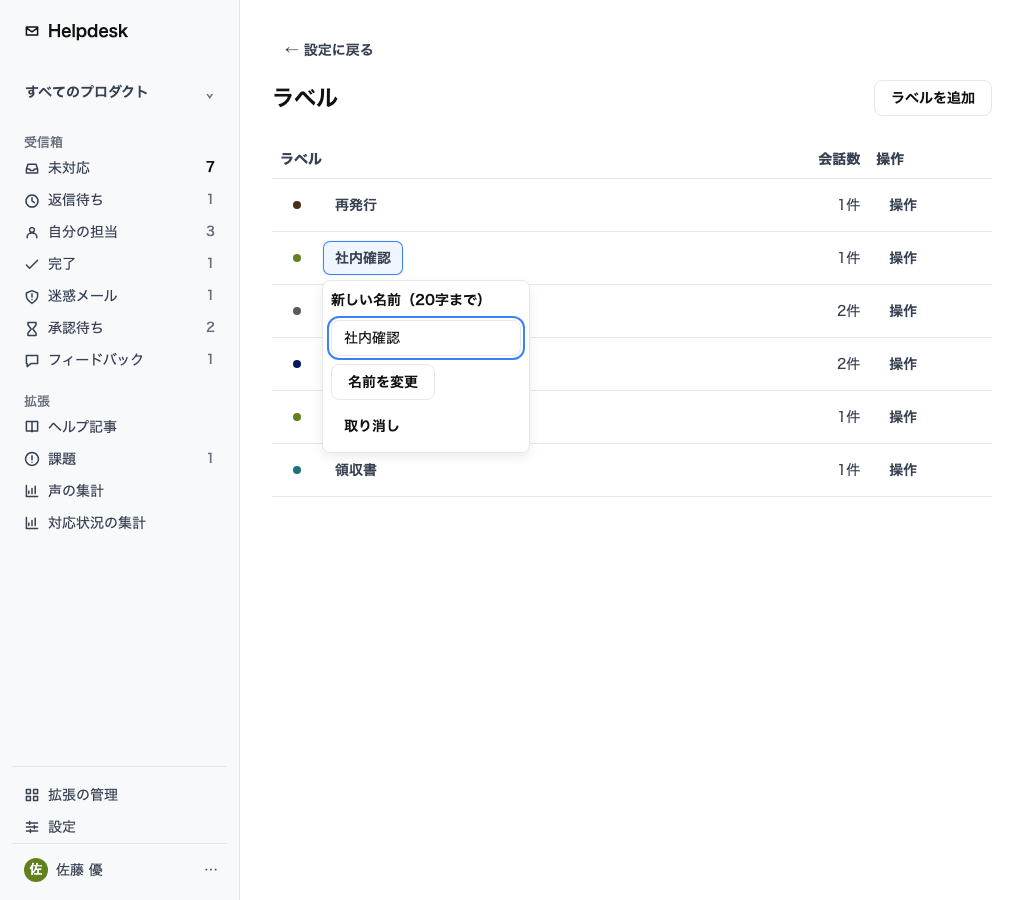 Helpdesk
すべてのプロダクト
受信箱
未対応 7
返信待ち 1
自分の担当 3
完了 1
迷惑メール 1
承認待ち 2
フィードバック 1
拡張
ヘルプ記事
課題 1
声の集計
対応状況の集計
拡張の管理
設定
佐 佐藤 優 …
← 設定に戻る
ラベル
ラベルを追加
ラベル 会話数 操作
再発行 1件 操作
社内確認 1件 操作
新しい名前（20字まで）
社内確認
名前を変更
取り消し
2件 操作
2件 操作
1件 操作
領収書 1件 操作